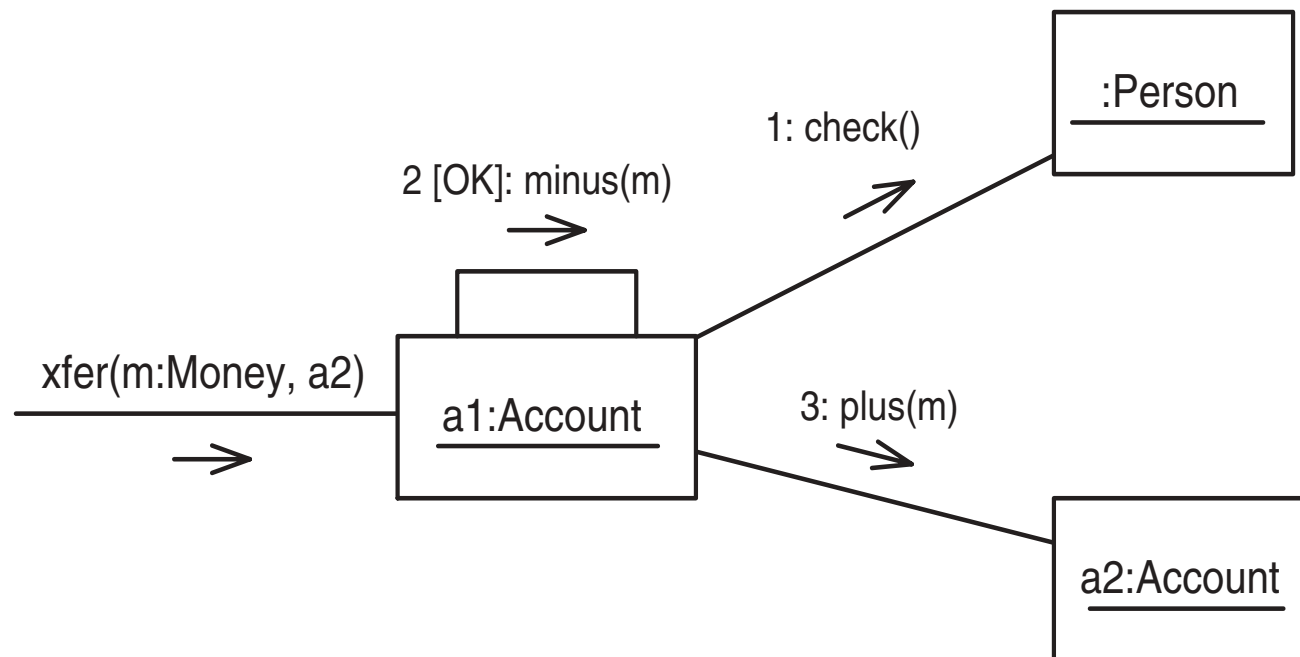 :Person
1: check()
2 [OK]: minus(m)
xfer(m:Money, a2)
a1:Account
3: plus(m)
a2:Account